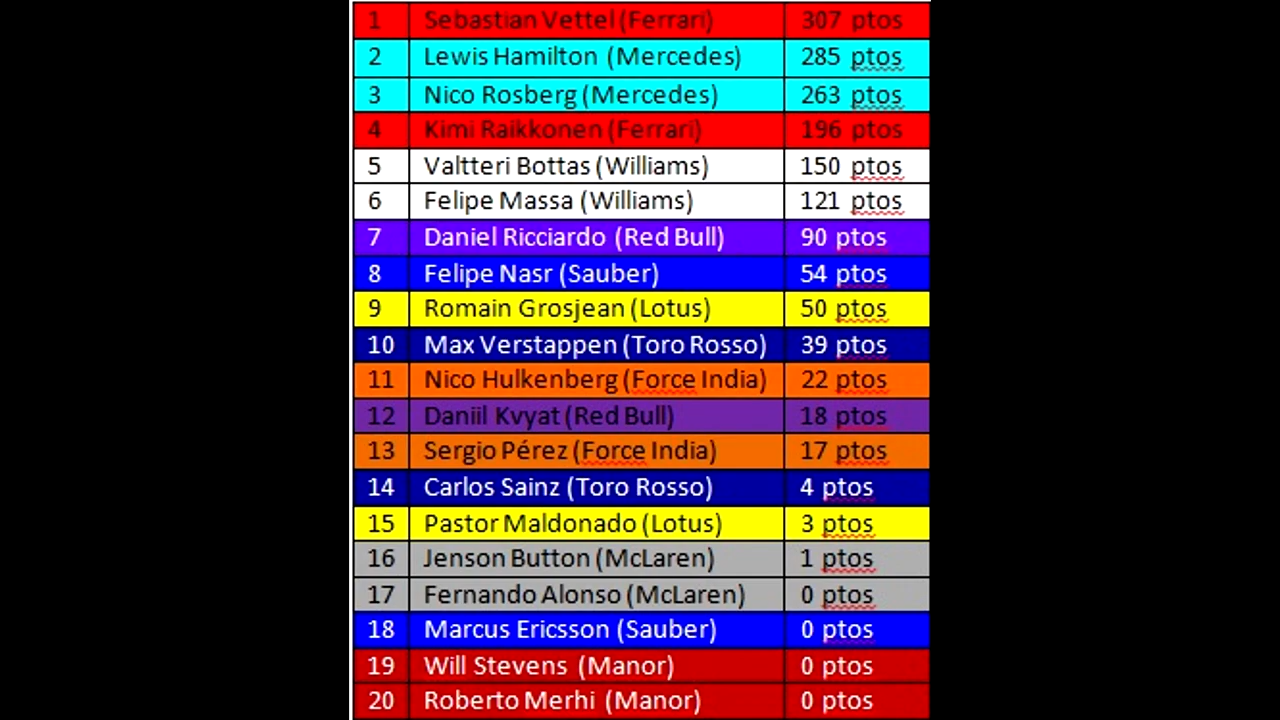 1 Sebastian Vettel (Ferrari) 307 ptos
2 Lewis Hamilton (Mercedes) 285 ptos
3 Nico Rosberg (Mercedes) 263 ptos
4 Kimi Raikkonen (Ferrari) 196 ptos
5 Valtteri Bottas (Williams) 150 ptos
6 Felipe Massa (Williams) 121 ptos
7 Daniel Ricciardo (Red Bull) 90 ptos
8 Felipe Nasr (Sauber) 54 ptos
9 Romain Grosjean (Lotus) 50 ptos
10 Max Verstappen (Toro Rosso) 39 ptos
11 Nico Hulkenberg (Force India) 22 ptos
12 Daniil Kvyat (Red Bull) 18 ptos
13 Sergio Pérez (Force India) 17 ptos
14 Carlos Sainz (Toro Rosso) 4 ptos
15 Pastor Maldonado (Lotus) 3 ptos
16 Jenson Button (McLaren) 1 ptos
17 Fernando Alonso (McLaren) 0 ptos
18 Marcus Ericsson (Sauber) 0 ptos
19 Will Stevens (Manor) 0 ptos
20 Roberto Merhi (Manor) 0 ptos